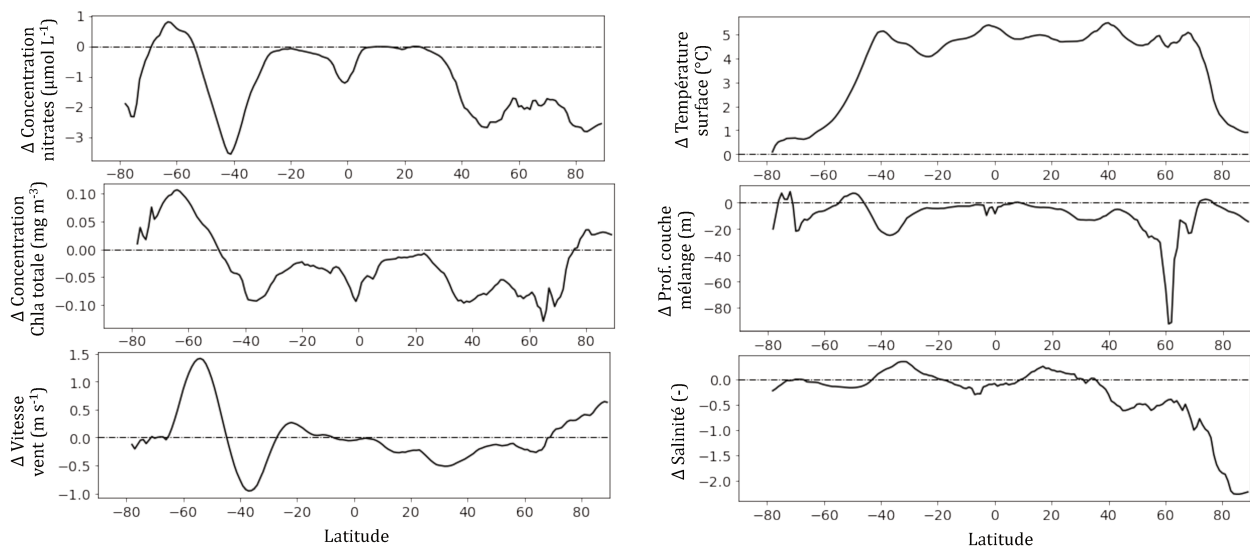 Δ Concentration
nitrates (μmol L⁻¹)
1
0
−1
−2
−3
−80 −60 −40 −20 0 20 40 60 80
Δ Concentration
Chla totale (mg m⁻³)
0.10
0.05
0.00
−0.05
−0.10
−80 −60 −40 −20 0 20 40 60 80
Δ Vitesse
vent (m s⁻¹)
1.5
1.0
0.5
0.0
−0.5
−1.0
−80 −60 −40 −20 0 20 40 60 80
Latitude
Δ Température
surface (°C)
5
4
3
2
1
0
−80 −60 −40 −20 0 20 40 60 80
Δ Prof. couche
mélange (m)
0
−20
−40
−60
−80
−80 −60 −40 −20 0 20 40 60 80
Δ Salinité (-)
0.0
−0.5
−1.0
−1.5
−2.0
−80 −60 −40 −20 0 20 40 60 80
Latitude